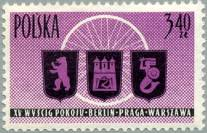 POLSKA
3,40
zł
XV WYŚCIG POKOJU-BERLIN-PRAGA-WARSZAWA